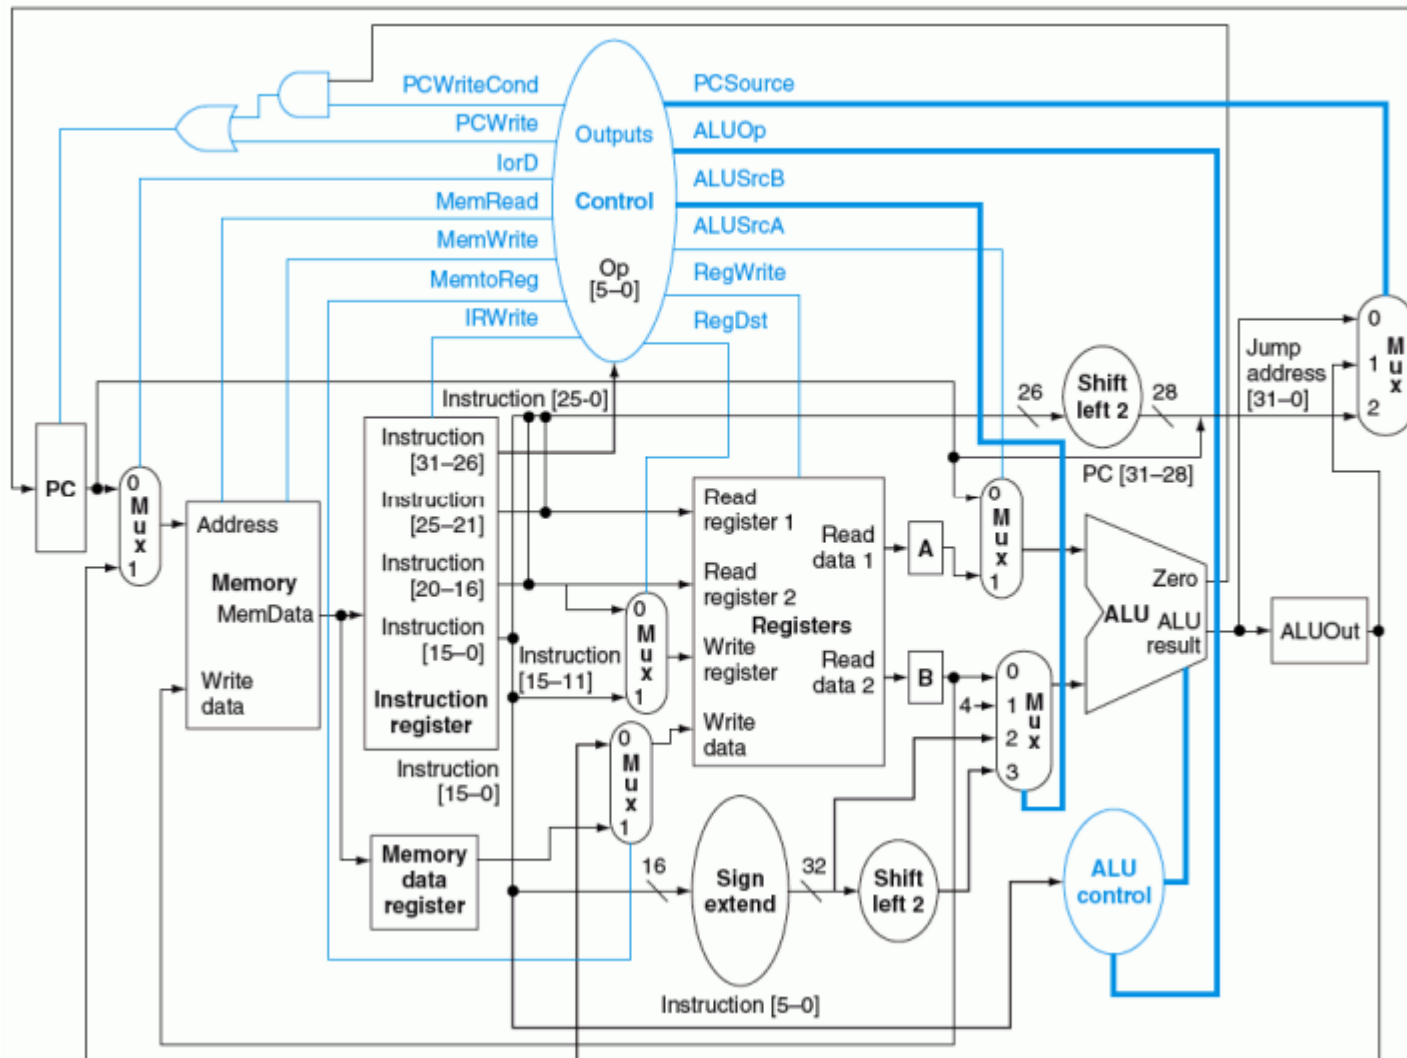 PCWriteCond
PCWrite
IorD
MemRead
MemWrite
MemtoReg
IRWrite
Outputs
Control
Op
[5–0]
PCSource
ALUOp
ALUSrcB
ALUSrcA
RegWrite
RegDst
PC
0
M
u
x
1
Address
Memory
MemData
Write
data
Instruction [25-0]
Instruction
[31–26]
Instruction
[25–21]
Instruction
[20–16]
Instruction
[15–0]
Instruction
register
Instruction
[15–0]
Memory
data
register
Instruction
[15–11]
0
M
u
x
1
0
M
u
x
1
Read
register 1
Read
register 2
Registers
Write
register
Write
data
Read
data 1
Read
data 2
A
B
16
Sign
extend
32
Shift
left 2
Instruction [5–0]
0
M
u
x
1
0
4
1
2
3
M
u
x
26
Shift
left 2
28
PC [31–28]
Jump
address
[31–0]
0
1
2
M
u
x
Zero
ALU
ALU
result
ALUOut
ALU
control